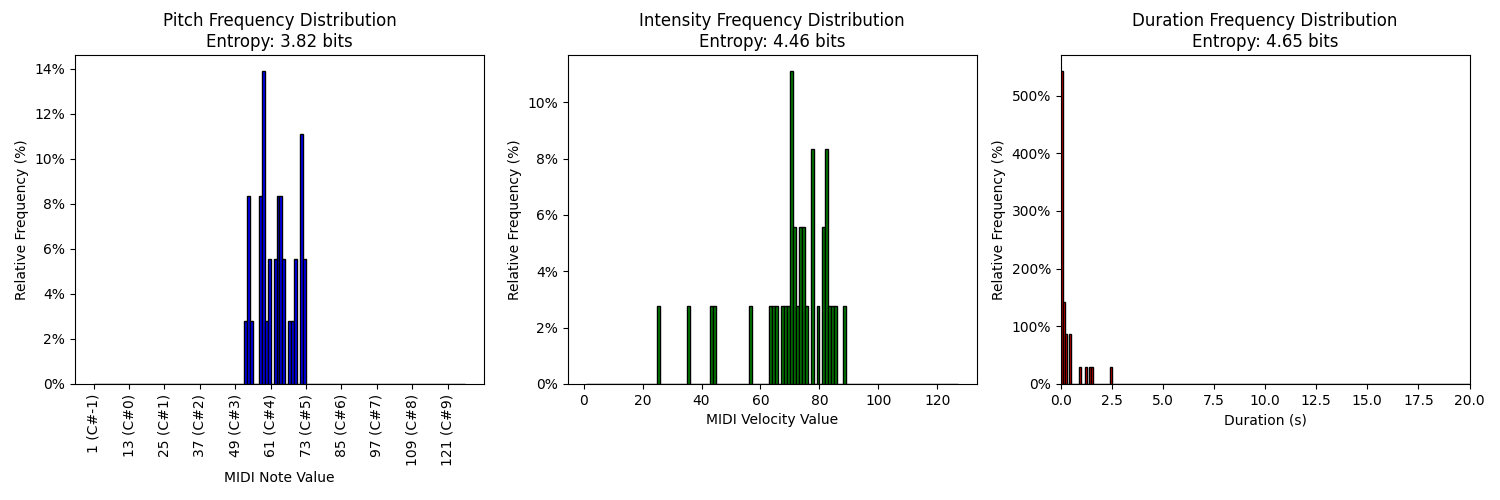 Pitch Frequency Distribution
Entropy: 3.82 bits
Relative Frequency (%)
14%
12%
10%
8%
6%
4%
2%
0%
1 (C#-1)
13 (C#0)
25 (C#1)
37 (C#2)
49 (C#3)
61 (C#4)
73 (C#5)
85 (C#6)
97 (C#7)
109 (C#8)
121 (C#9)
MIDI Note Value
Intensity Frequency Distribution
Entropy: 4.46 bits
Relative Frequency (%)
10%
8%
6%
4%
2%
0%
0 20 40 60 80 100 120
MIDI Velocity Value
Duration Frequency Distribution
Entropy: 4.65 bits
Relative Frequency (%)
500%
400%
300%
200%
100%
0%
0.0 2.5 5.0 7.5 10.0 12.5 15.0 17.5 20.0
Duration (s)